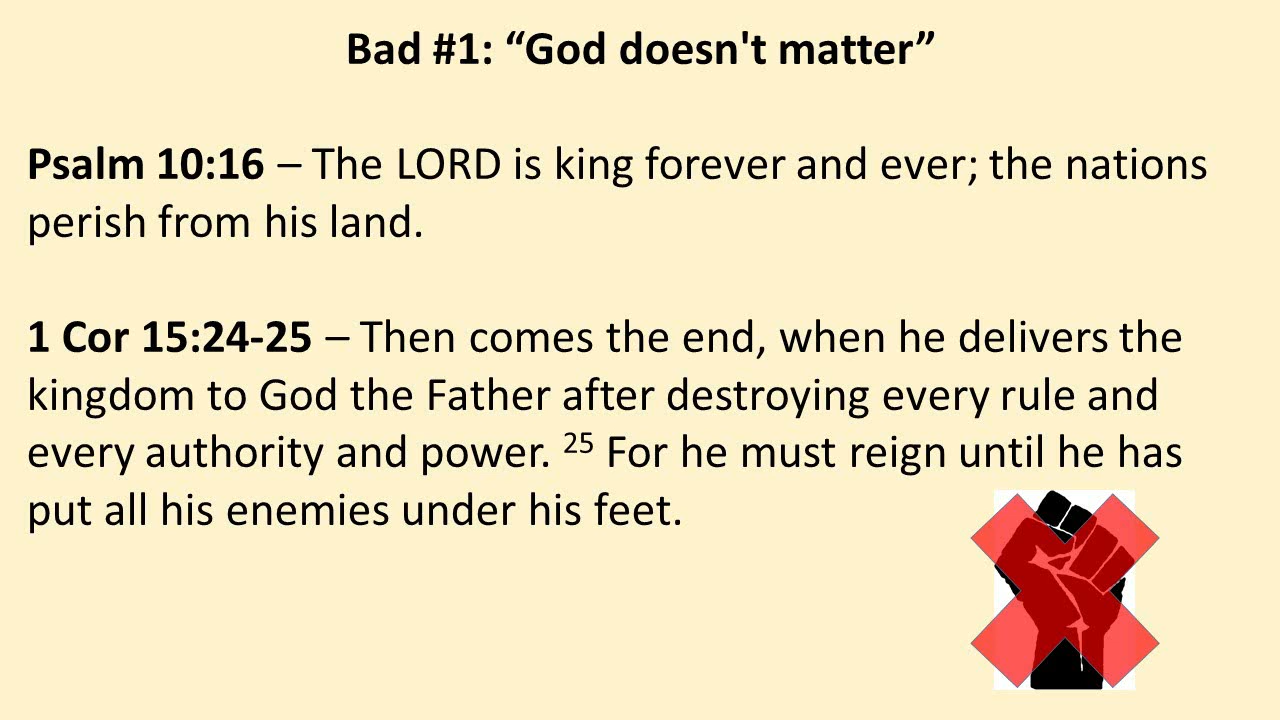 Bad #1: “God doesn't matter”
Psalm 10:16 – The LORD is king forever and ever; the nations
perish from his land.
1 Cor 15:24-25 – Then comes the end, when he delivers the
kingdom to God the Father after destroying every rule and
every authority and power. 25 For he must reign until he has
put all his enemies under his feet.